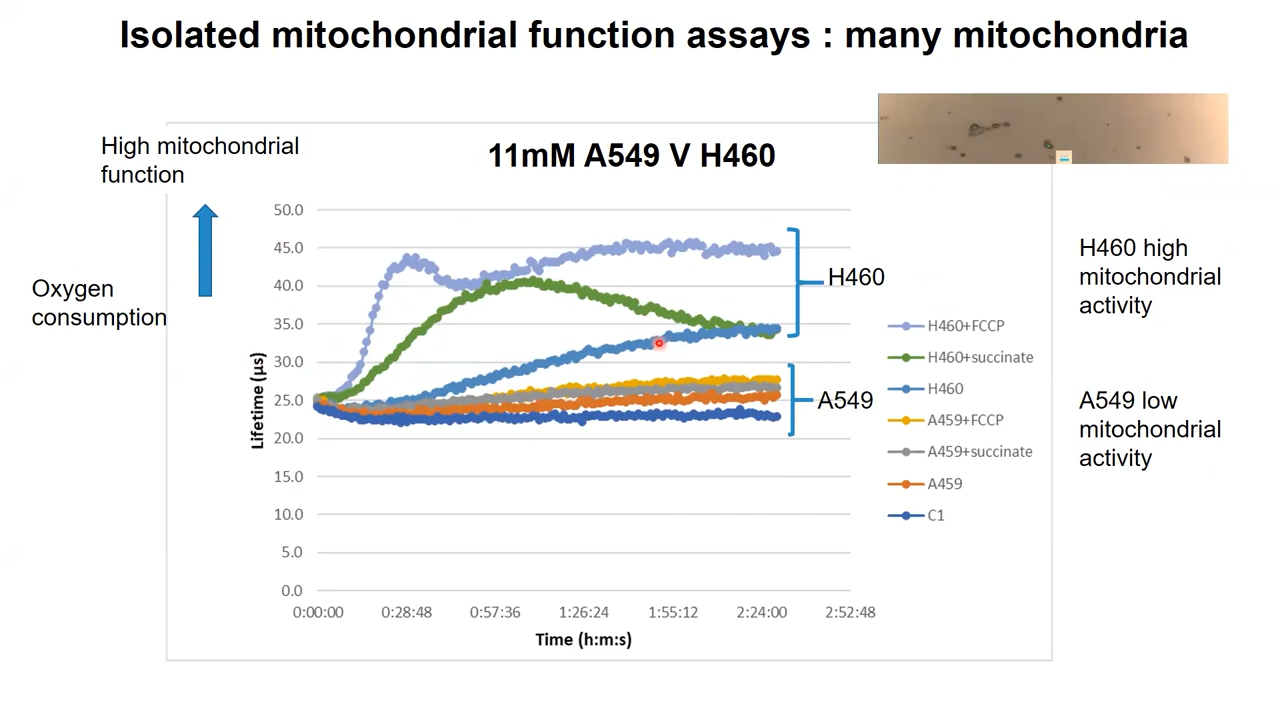 Isolated mitochondrial function assays : many mitochondria
High mitochondrial
function
Oxygen
consumption
11mM A549 V H460
Lifetime (µs)
50.0
45.0
40.0
35.0
30.0
25.0
20.0
15.0
10.0
5.0
0.0
0:00:00
0:28:48
0:57:36
1:26:24
1:55:12
2:24:00
2:52:48
Time (h:m:s)
H460
A549
H460+FCCP
H460+succinate
H460
A459+FCCP
A459+succinate
A459
C1
H460 high
mitochondrial
activity
A549 low
mitochondrial
activity